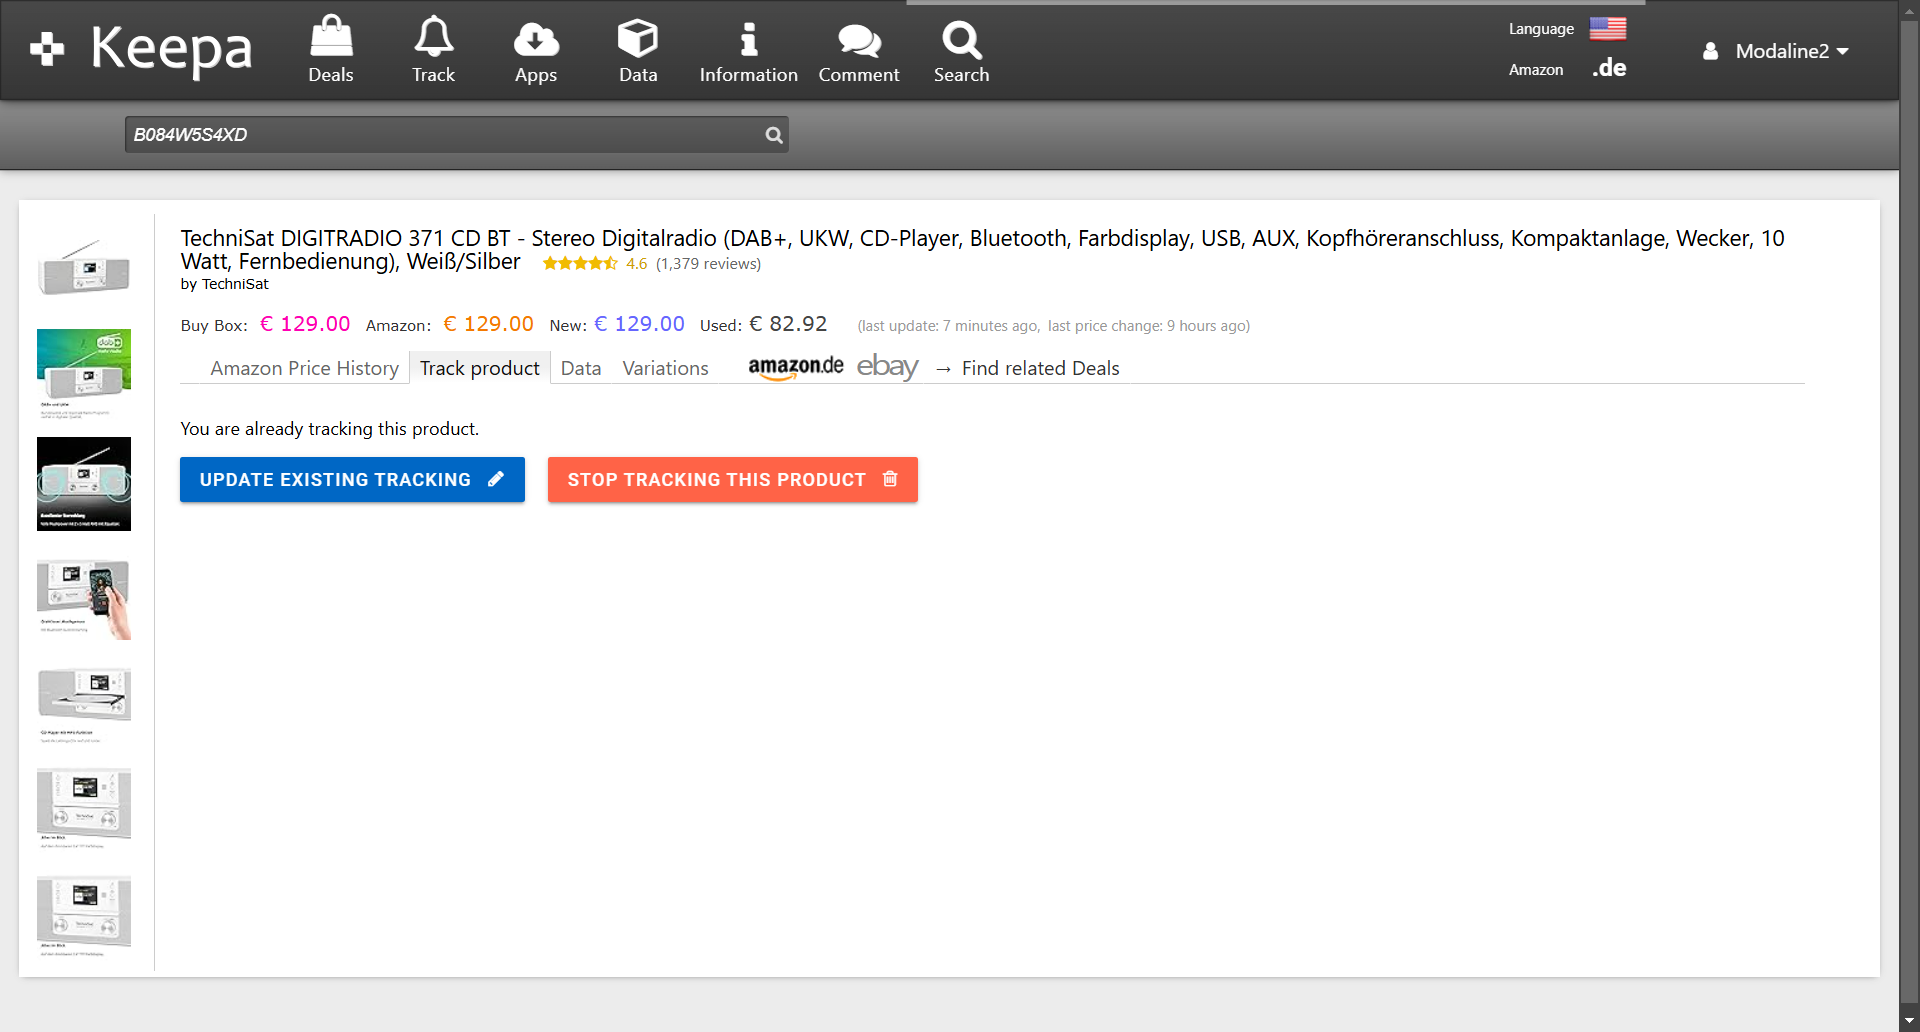 Keepa
Deals
Track
Apps
Data
Information
Comment
Search
Language
Amazon .de
Modaline2
B084W5S4XD
TechniSat DIGITRADIO 371 CD BT - Stereo Digitalradio (DAB+, UKW, CD-Player, Bluetooth, Farbdisplay, USB, AUX, Kopfhöreranschluss, Kompaktanlage, Wecker, 10
Watt, Fernbedienung), Weiß/Silber 4.6 (1,379 reviews)
by TechniSat
Buy Box: € 129.00 Amazon: € 129.00 New: € 129.00 Used: € 82.92 (last update: 7 minutes ago, last price change: 9 hours ago)
Amazon Price History Track product Data Variations amazon.de ebay → Find related Deals
You are already tracking this product.
UPDATE EXISTING TRACKING
STOP TRACKING THIS PRODUCT